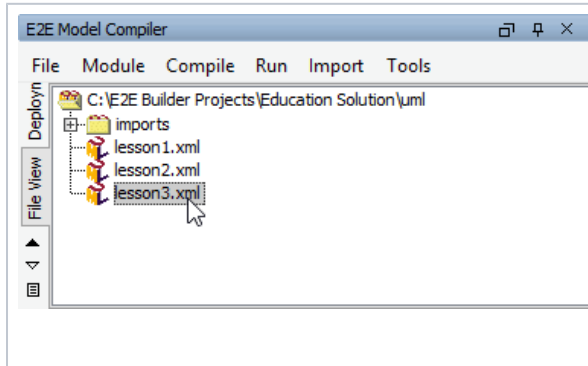 E2E Model Compiler
File Module Compile Run Import Tools
C:\E2E Builder Projects\Education Solution\uml
imports
lesson1.xml
lesson2.xml
lesson3.xml
Deployn
File View